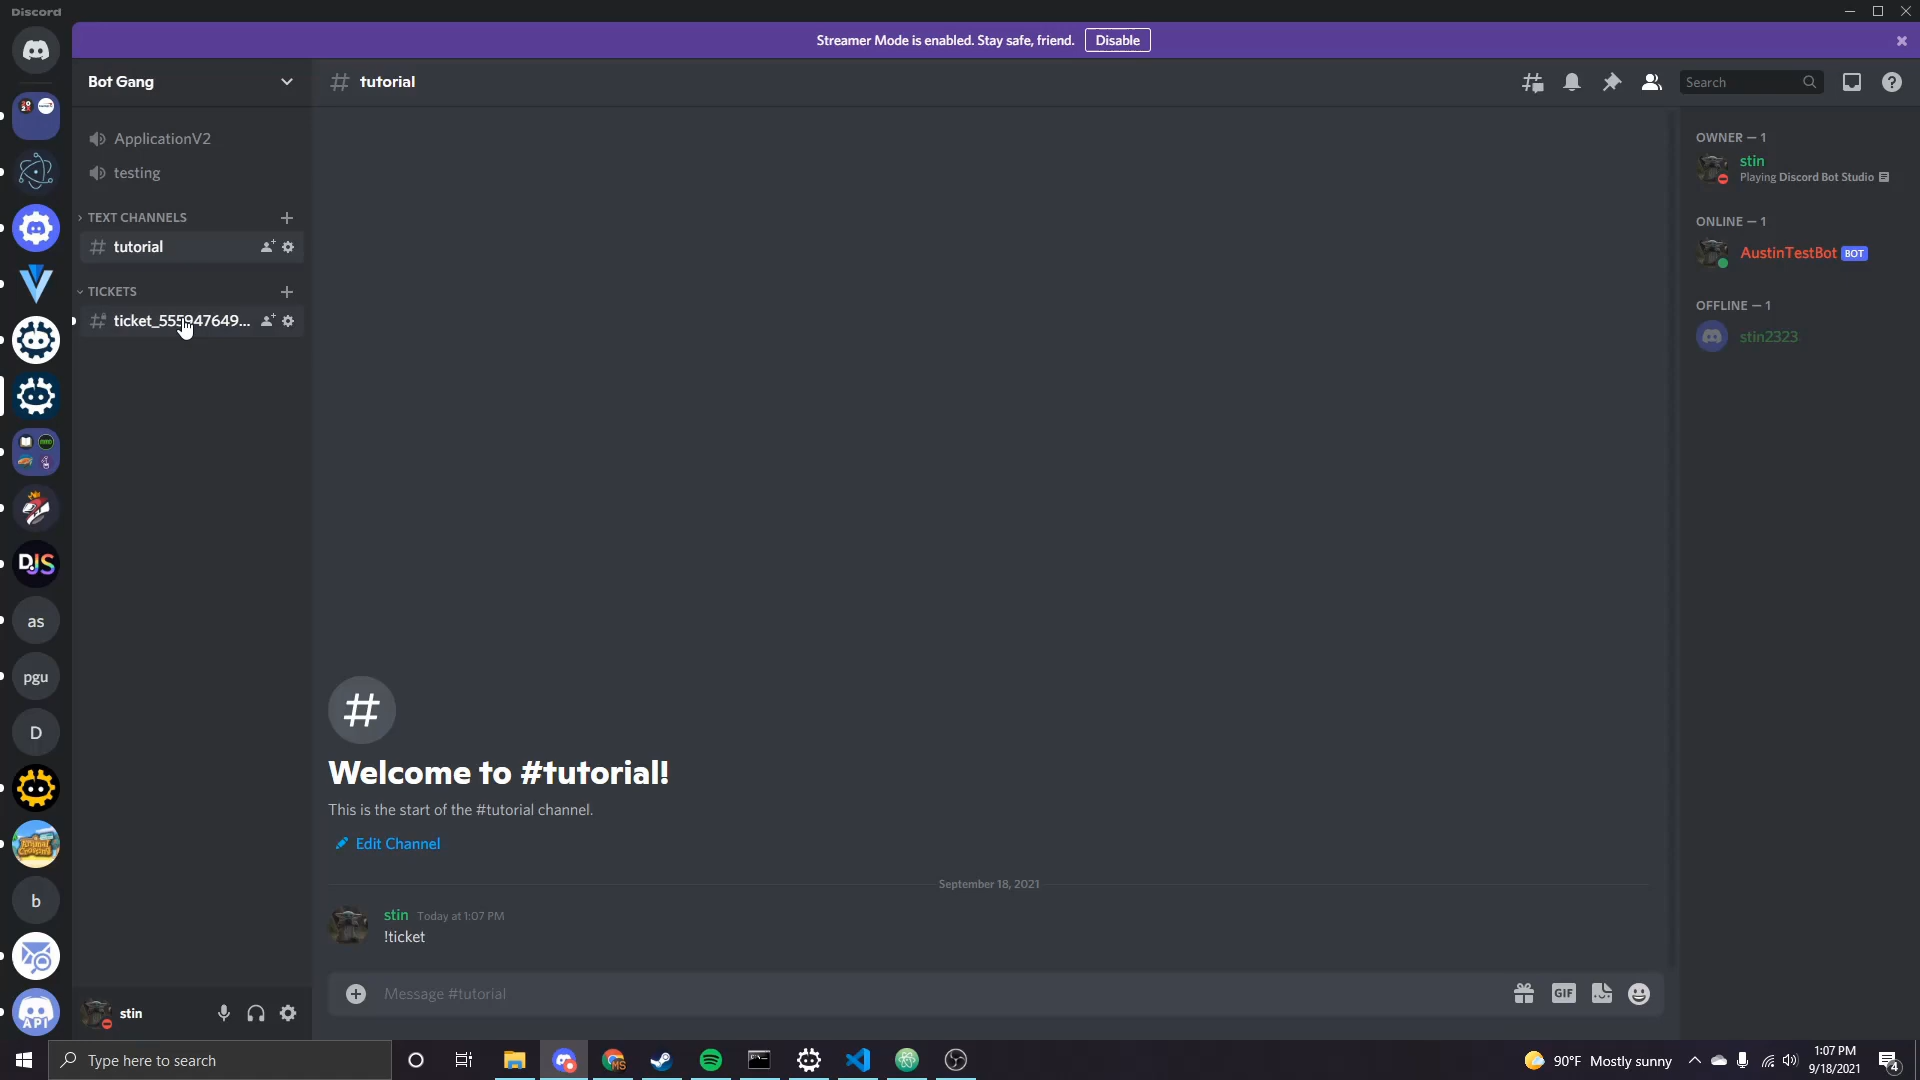 Discord
Streamer Mode is enabled. Stay safe, friend.
Disable
Bot Gang
tutorial
Search
ApplicationV2
testing
TEXT CHANNELS
tutorial
TICKETS
ticket_555947649...
OWNER — 1
stin
Playing Discord Bot Studio
ONLINE — 1
AustinTestBot BOT
OFFLINE — 1
stin2323
DJS
as
pgu
D
b
API
Welcome to #tutorial!
This is the start of the #tutorial channel.
Edit Channel
September 18, 2021
stin Today at 1:07 PM
!ticket
Message #tutorial
GIF
stin
Type here to search
MS
90°F Mostly sunny
1:07 PM
9/18/2021
4